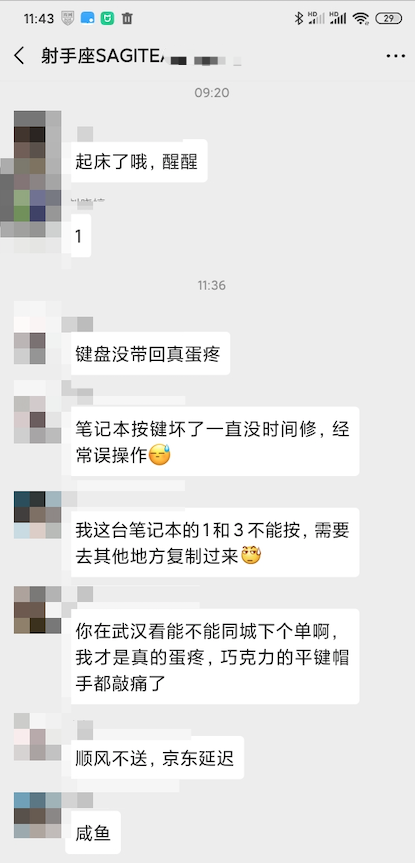 11:43
29
射手座SAGITEA
09:20
起床了哦，醒醒
1
11:36
键盘没带回真蛋疼
笔记本按键坏了一直没时间修，经
常误操作😅
我这台笔记本的1和3不能按，需要
去其他地方复制过来🧐
你在武汉看能不能同城下个单啊，
我才是真的蛋疼，巧克力的平键帽
手都敲痛了
顺风不送，京东延迟
咸鱼